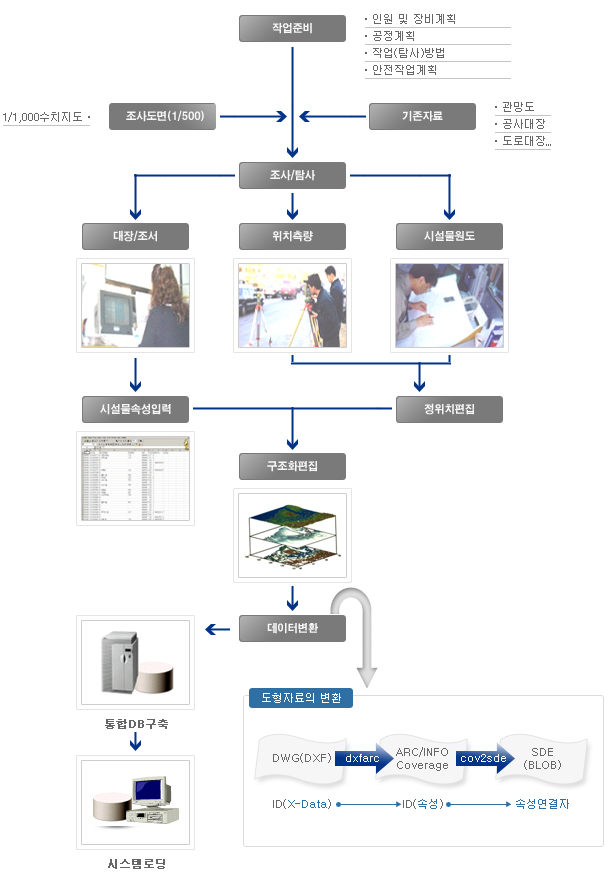 작업준비
· 인원 및 장비계획
· 공정계획
· 작업(탐사)방법
· 안전작업계획
1/1,000수치지도 ·
조사도면(1/500)
기존자료
· 관망도
· 공사대장
· 도로대장...
조사/탐사
대장/조서
위치측량
시설물원도
시설물속성입력
정위치편집
구조화편집
데이터변환
통합DB구축
시스템로딩
도형자료의 변환
DWG(DXF)
dxfarc
ARC/INFO
Coverage
cov2sde
SDE
(BLOB)
ID(X-Data)
ID(속성)
속성연결자